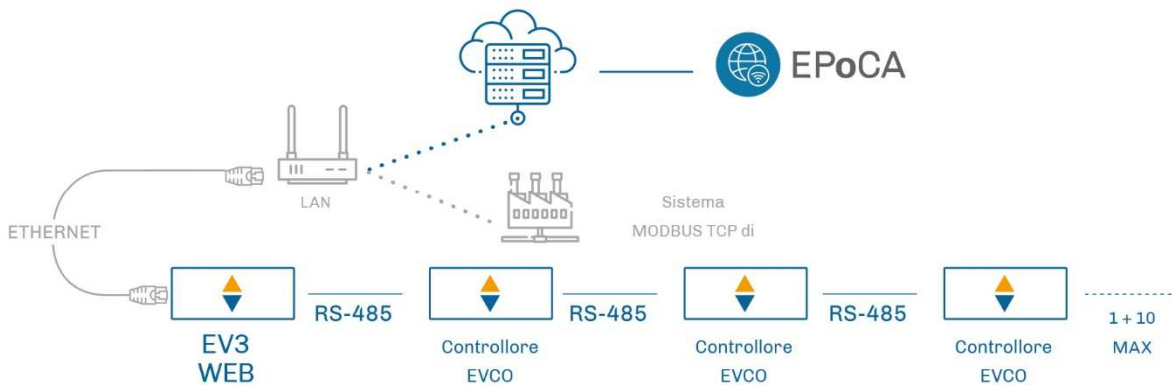 EPoCA
LAN
ETHERNET
Sistema
MODBUS TCP di
RS-485
RS-485
RS-485
1 + 10
MAX
EV3
WEB
Controllore
EVCO
Controllore
EVCO
Controllore
EVCO